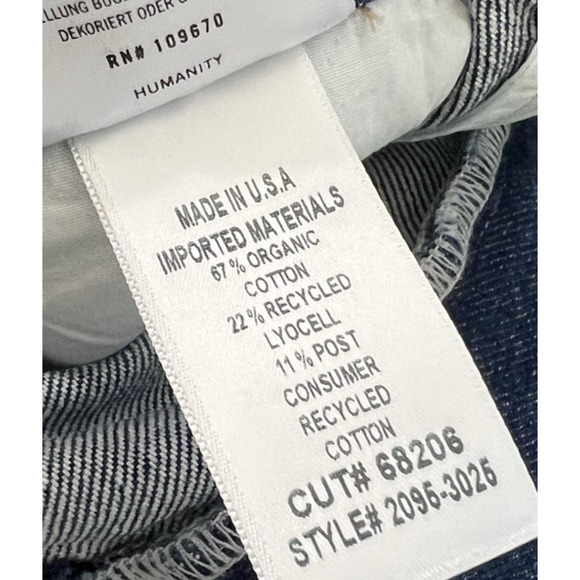 DEKORIERT ODER
RN# 109670
HUMANITY
MADE IN U.S.A
IMPORTED MATERIALS
67% ORGANIC
COTTON
22% RECYCLED
LYOCELL
11% POST
CONSUMER
RECYCLED
COTTON
CUT# 68206
STYLE# 2095-3025